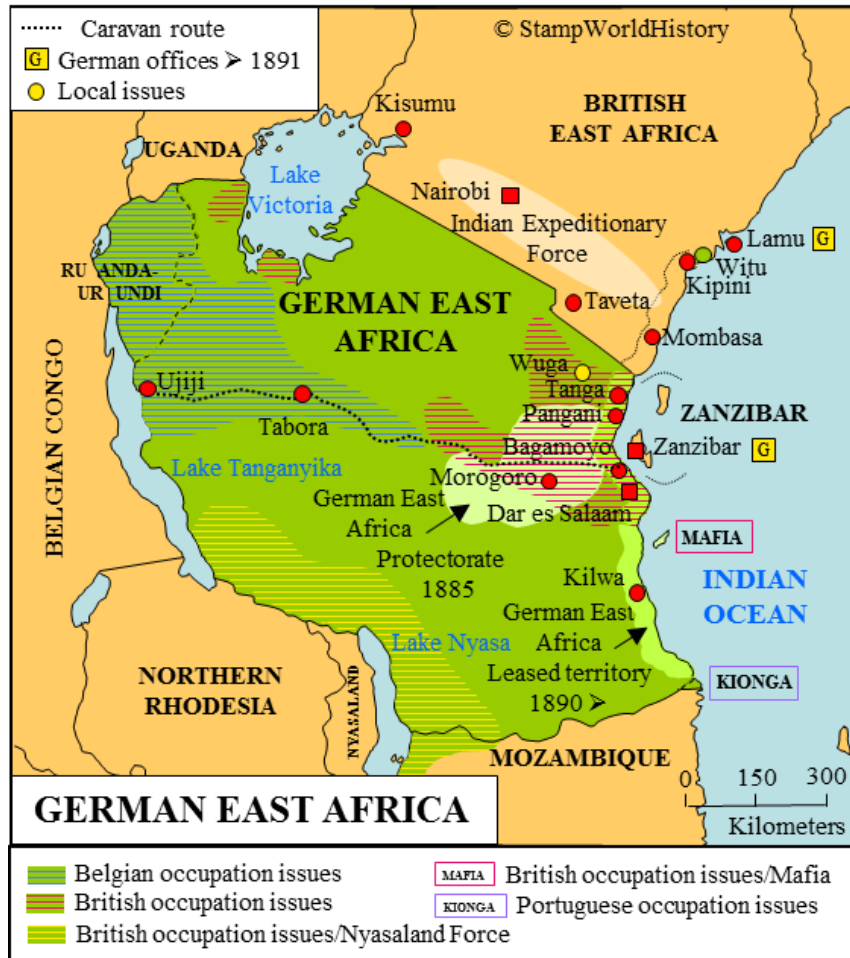 Caravan route
© StampWorldHistory
G German offices ➢ 1891
Local issues
Kisumu
BRITISH
EAST AFRICA
UGANDA
Lake
Victoria
Nairobi
Indian Expeditionary
Force
Lamu G
Witu
Kipini
RUANDA-
URUNDI
GERMAN EAST
AFRICA
Taveta
Mombasa
Wuga
Ujiji
Tanga
Pangani
ZANZIBAR
Tabora
Bagamoyo
Zanzibar G
BELGIAN CONGO
Lake Tanganyika
Morogoro
German East
Africa
Protectorate
1885
Dar es Salaam
MAFIA
Kilwa
INDIAN
OCEAN
German East
Africa
Leased territory
1890 ➢
Lake Nyasa
KIONGA
NORTHERN
RHODESIA
NYASALAND
MOZAMBIQUE
0 150 300
Kilometers
GERMAN EAST AFRICA
Belgian occupation issues
British occupation issues
British occupation issues/Nyasaland Force
MAFIA British occupation issues/Mafia
KIONGA Portuguese occupation issues